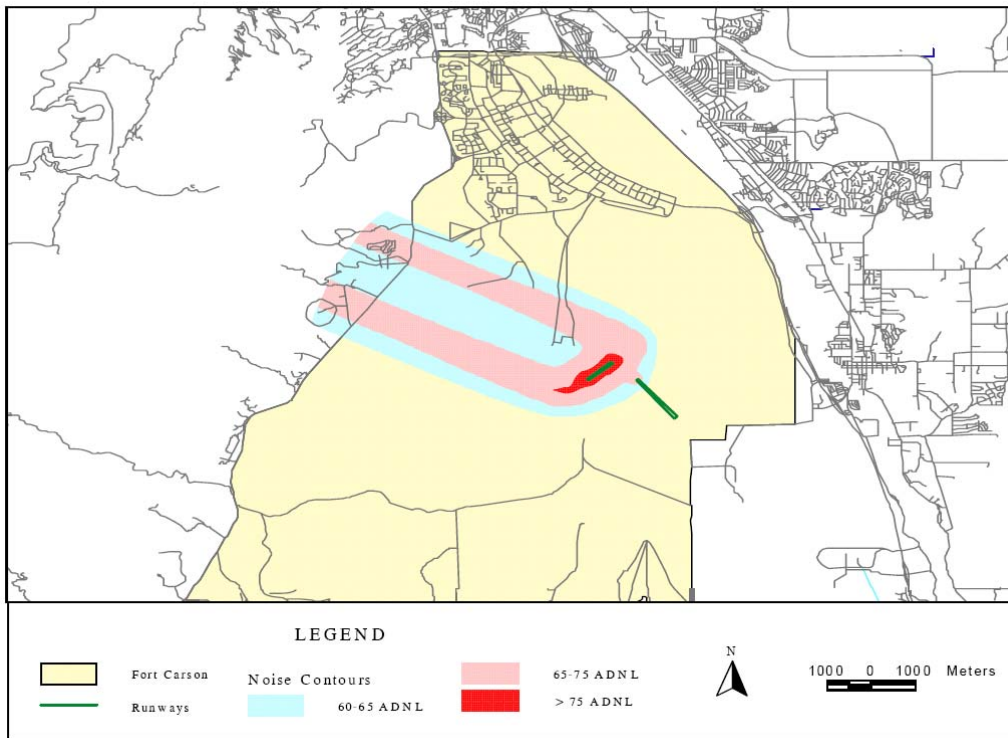 LEGEND
Fort Carson
Runways
Noise Contours
60-65 ADNL
65-75 ADNL
> 75 ADNL
N
1000 0 1000 Meters